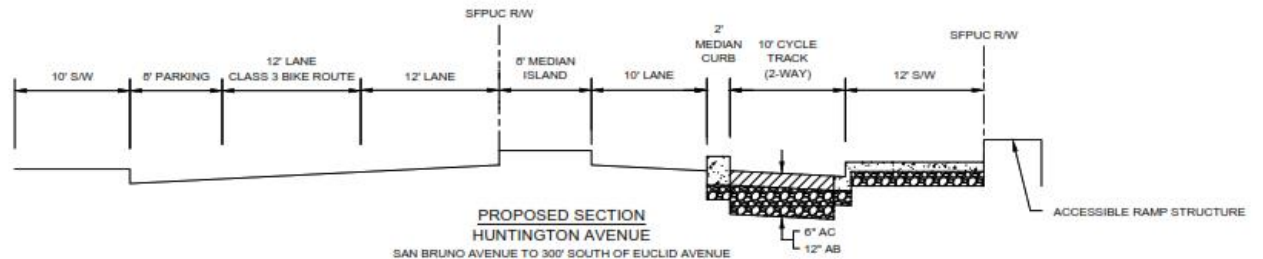 SFPUC R/W
SFPUC R/W
10' S/W
8' PARKING
12' LANE
CLASS 3 BIKE ROUTE
12' LANE
8' MEDIAN
ISLAND
10' LANE
2'
MEDIAN
CURB
10' CYCLE
TRACK
(2-WAY)
12' S/W
ACCESSIBLE RAMP STRUCTURE
6" AC
12" AB
PROPOSED SECTION
HUNTINGTON AVENUE
SAN BRUNO AVENUE TO 300' SOUTH OF EUCLID AVENUE